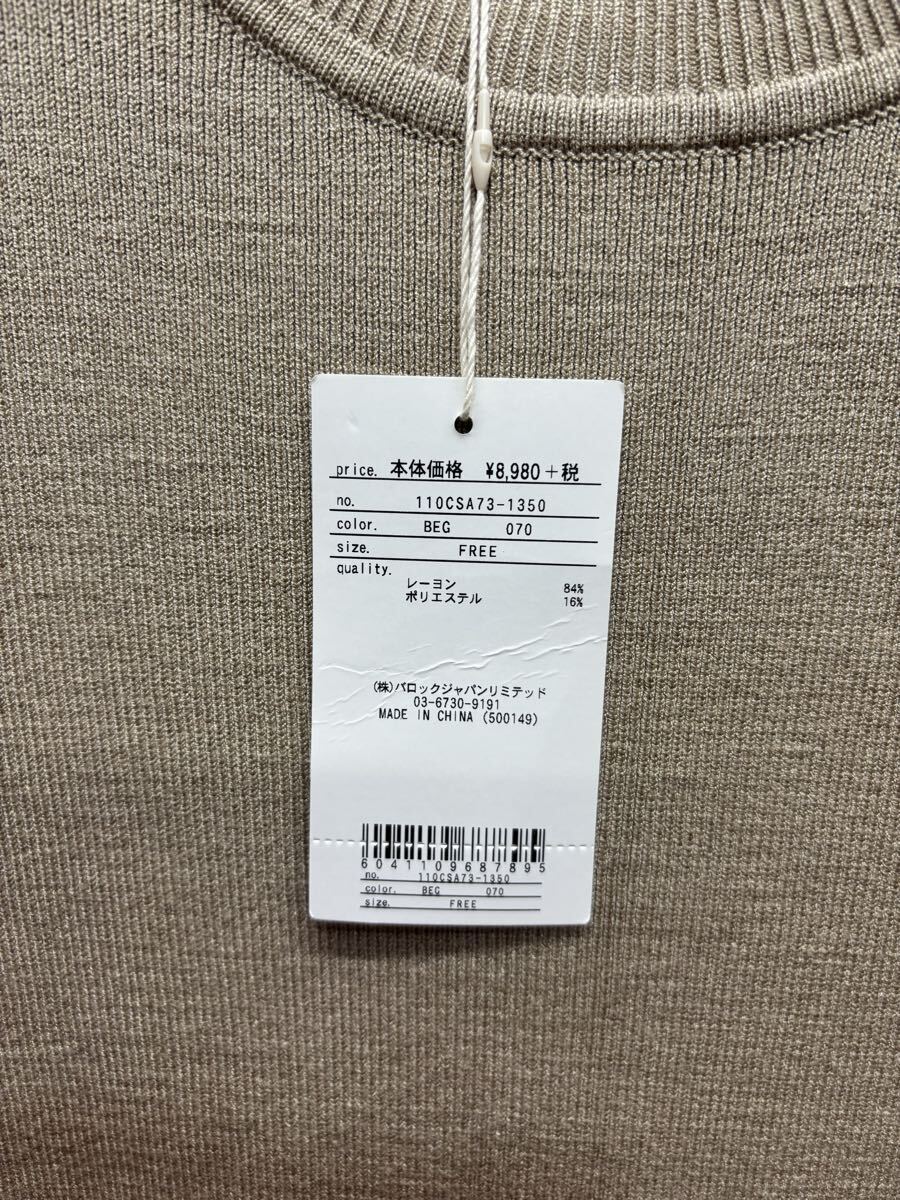 price. 本体価格 ¥8,980+税
no. 110CSA73-1350
color. BEG 070
size. FREE
quality.
レーヨン 84%
ポリエステル 16%
(株)バロックジャパンリミテッド
03-6730-9191
MADE IN CHINA (500149)
6041109687895
no. 110CSA73-1350
color. BEG 070
size. FREE